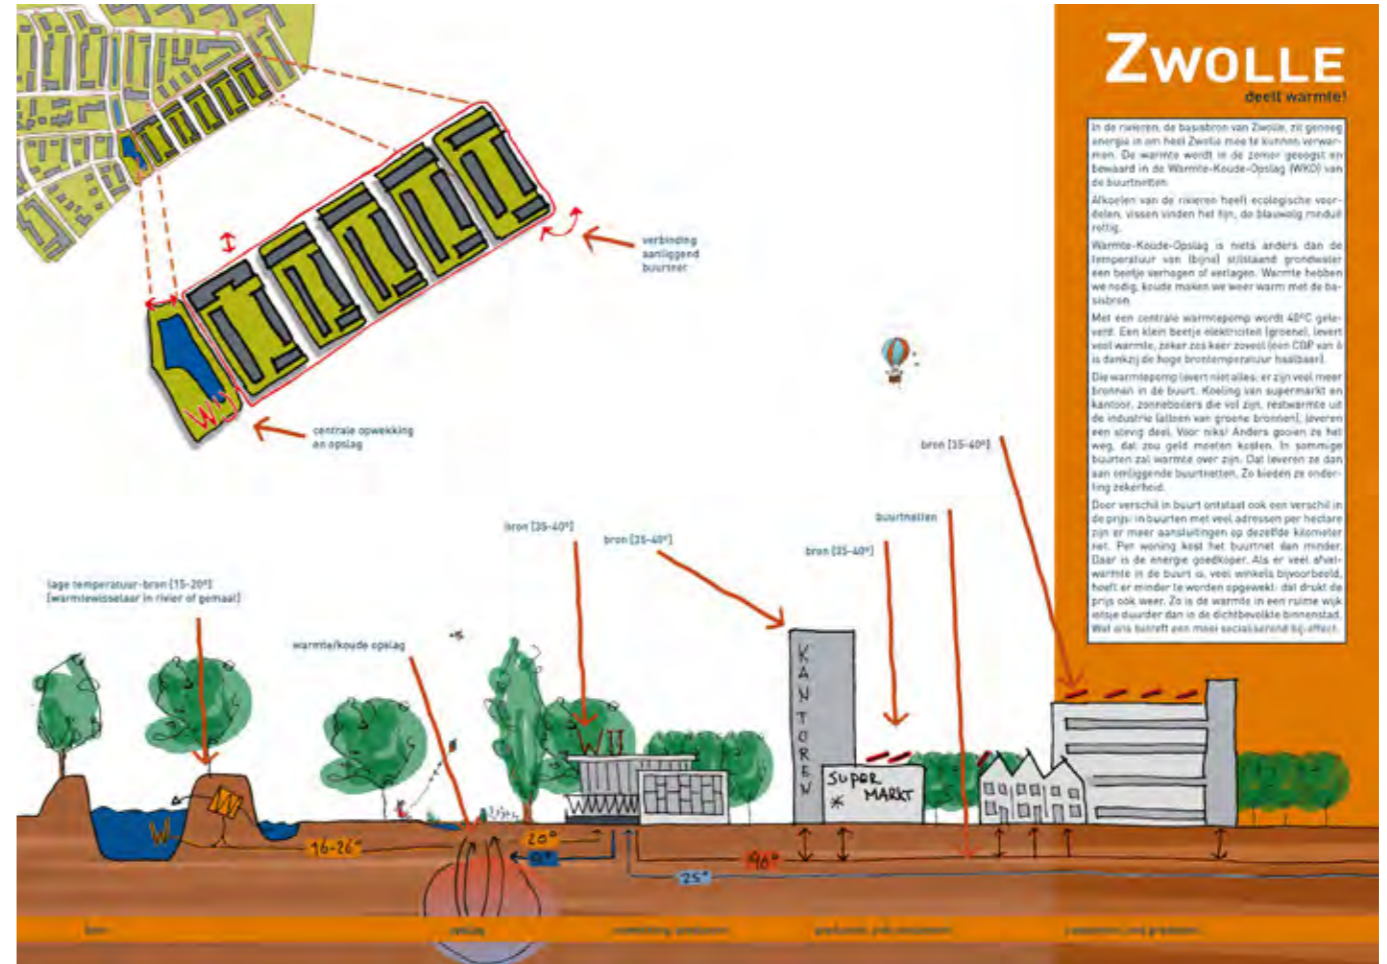 ZWOLLE
deelt warmte!
In de rivieren, de basisbron van Zwolle, zit genoeg
energie in om heel Zwolle mee te kunnen verwar-
men. De warmte wordt in de zomer geoogst en
bewaard in de Warmte-Koude-Opslag (WKO) van
de buurtnetten.
Afkoelen van de rivieren heeft ecologische voor-
delen, vissen vinden het fijn, de blauwalg minder
Warmte-Koude-Opslag is niets anders dan de
temperatuur van (bijna) stilstaand grondwater
een beetje verhogen of verlagen. Warmte hebben
we nodig, koude maken we weer warm met de ba-
sisbron.
Met een centrale warmtepomp wordt 40ºC gele-
verd. Een klein beetje elektriciteit (groene), levert
veel warmte, zeker zes keer zoveel (een COP van 6
is dankzij de hoge brontemperatuur haalbaar).
Die warmtepomp levert niet alles: er zijn veel meer
bronnen in de buurt. Koeling van supermarkt en
kantoor, zonneboilers die vol zijn, restwarmte uit
de industrie (alleen van groene bronnen), leveren
een stevig deel. Voor niks! Anders gooien ze het
weg, dat zou geld moeten kosten. In sommige
buurten zal warmte over zijn. Dat leveren ze dan
aan omliggende buurtnetten. Zo bieden ze onder-
ling zekerheid.
Door verschil in buurt ontstaat ook een verschil in
de prijs: in buurten met veel adressen per hectare
zijn er meer aansluitingen op dezelfde kilometer
net. Per woning kost het buurtnet dan minder.
Daar is de energie goedkoper. Als er veel afval-
warmte in de buurt is, veel winkels bijvoorbeeld,
hoeft er minder te worden opgewekt: dat drukt de
prijs ook weer. Zo is de warmte in een ruime wijk
ietsje duurder dan in de dichtbevolkte binnenstad.
Wat ons betreft een mooi socialiserend bij-effect.
verbinding
aanliggend
buurtnet
centrale opwekking
en opslag
bron [35-40º]
buurtnetten
bron [35-40º]
bron [35-40º]
bron [35-40º]
lage temperatuur-bron [15-20º]
[warmtewisselaar in rivier of gemaal]
warmte/koude opslag
KANTOREN
SUPER
MARKT
16-26°
20°
9°
40°
25°
bron
opslag